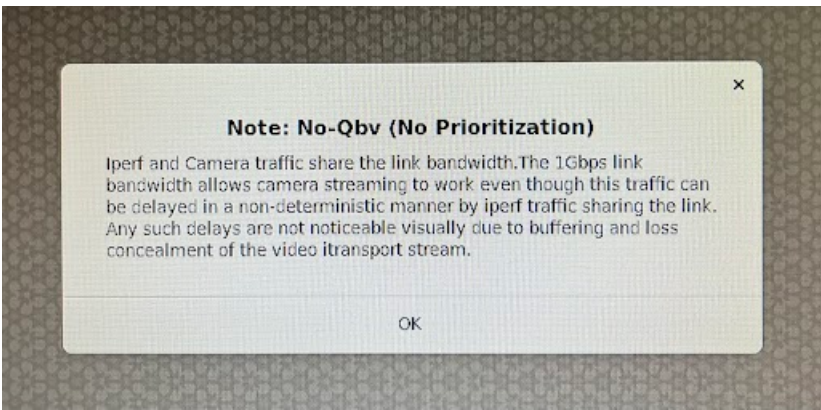 ×
Note: No-Qbv (No Prioritization)
Iperf and Camera traffic share the link bandwidth.The 1Gbps link
bandwidth allows camera streaming to work even though this traffic can
be delayed in a non-deterministic manner by iperf traffic sharing the link.
Any such delays are not noticeable visually due to buffering and loss
concealment of the video itransport stream.
OK